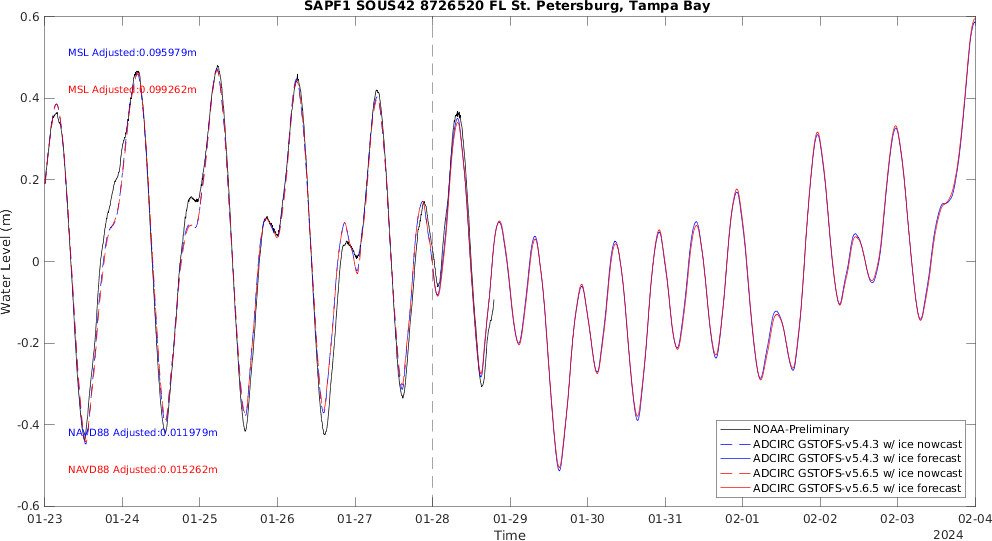 SAPF1 SOUS42 8726520 FL St. Petersburg, Tampa Bay
Water Level (m)
0.6
0.4
0.2
0
-0.2
-0.4
-0.6
MSL Adjusted:0.095979m
MSL Adjusted:0.099262m
NAVD88 Adjusted:0.011979m
NAVD88 Adjusted:0.015262m
NOAA-Preliminary
ADCIRC GSTOFS-v5.4.3 w/ ice nowcast
ADCIRC GSTOFS-v5.4.3 w/ ice forecast
ADCIRC GSTOFS-v5.6.5 w/ ice nowcast
ADCIRC GSTOFS-v5.6.5 w/ ice forecast
01-23 01-24 01-25 01-26 01-27 01-28 01-29 01-30 01-31 02-01 02-02 02-03 02-04
Time
2024